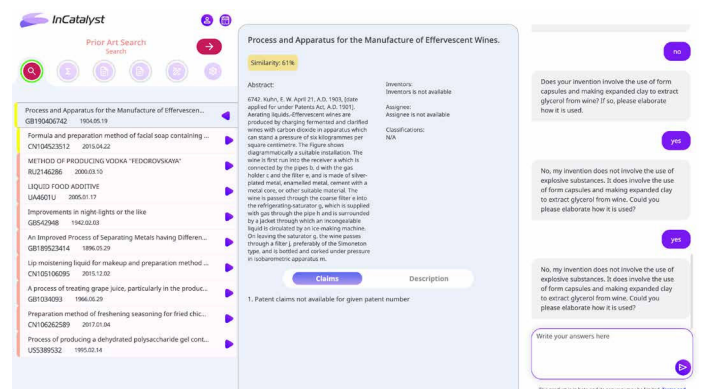 InCatalyst
Prior Art Search
Search
Process and Apparatus for the Manufacture of Effervescen...
GB190406742 1904.05.19
Formula and preparation method of facial soap containing ...
CN104523512 2015.04.22
METHOD OF PRODUCING VODKA "FEDOROVSKAYA"
RU2146286 2000.03.10
LIQUID FOOD ADDITIVE
UA4601U 2005.01.17
Improvements in night-lights or the like
GB542948 1942.02.03
An Improved Process of Separating Metals having Differen...
GB189523414 1896.05.29
Up moistening liquid for makeup and preparation method ...
CN105106095 2015.12.02
A process of treating grape juice, particularly in the produc...
GB1034093 1966.06.29
Preparation method of freshening seasoning for fried chic...
CN106262589 2017.01.04
Process of producing a dehydrated polysaccharide gel cont...
US5389532 1995.02.14
Process and Apparatus for the Manufacture of Effervescent Wines.
Similarity: 61%
Abstract:
6742. Kuhn, E. W. April 21, A.D. 1903, [date
applied for under Patents Act, A.D. 1901).
Aerating liquids.-Effervescent wines are
produced by charging fermented and clarified
wines with carbon dioxide in apparatus which
can stand a pressure of six kilogrammes per
square centimetre. The Figure shows
diagrammatically a suitable installation. The
wine is first run into the receiver a which is
connected by the pipes b, d with the gas
holder c and the filter e; and is made of silver-
plated metal, enamelled metal, cement with a
metal core, or other suitable material. The
wine is passed through the coarse filter e into
the refrigerating-saturator g, which is supplied
with gas through the pipe h and is surrounded
by a jacket through which an incongealable
liquid is circulated by an ice-making machine.
On leaving the saturator g, the wine passes
through a filter j, preferably of the Simoneton
type, and is bottled and corked under pressure
in isobarometric apparatus m.
Inventors:
Inventors is not available
Assignee:
Assignee is not available
Classifications:
N/A
Claims
Description
1. Patent claims not available for given patent number
no
Does your invention involve the use of form
capsules and making expanded clay to extract
glycerol from wine? If so, please elaborate
how it is used.
yes
No, my invention does not involve the use of
explosive substances. It does involve the use
of form capsules and making expanded clay
to extract glycerol from wine. Could you
please elaborate how it is used?
yes
No, my invention does not involve the use of
explosive substances. It does involve the use
of form capsules and making expanded clay
to extract glycerol from wine. Could you
please elaborate how it is used?
Write your answers here